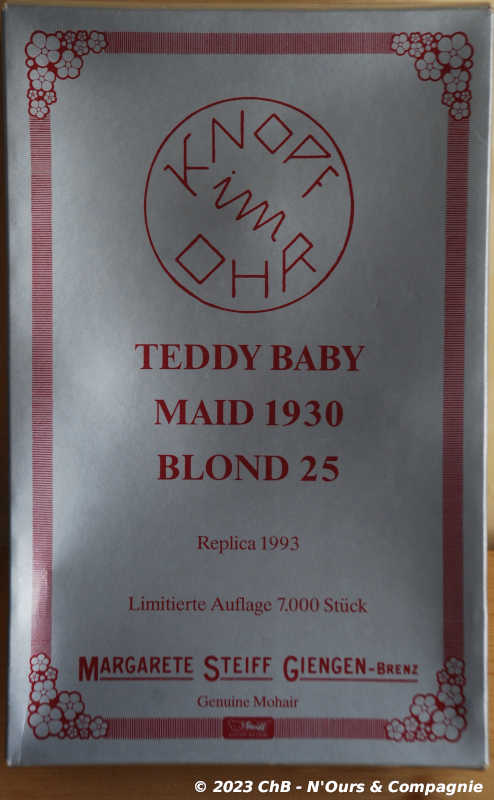 KNOPF
im
OHR
TEDDY BABY
MAID 1930
BLOND 25
Replica 1993
Limitierte Auflage 7.000 Stück
MARGARETE STEIFF GIENGEN-BRENZ
Genuine Mohair
Steiff
© 2023 ChB - N'Ours & Compagnie